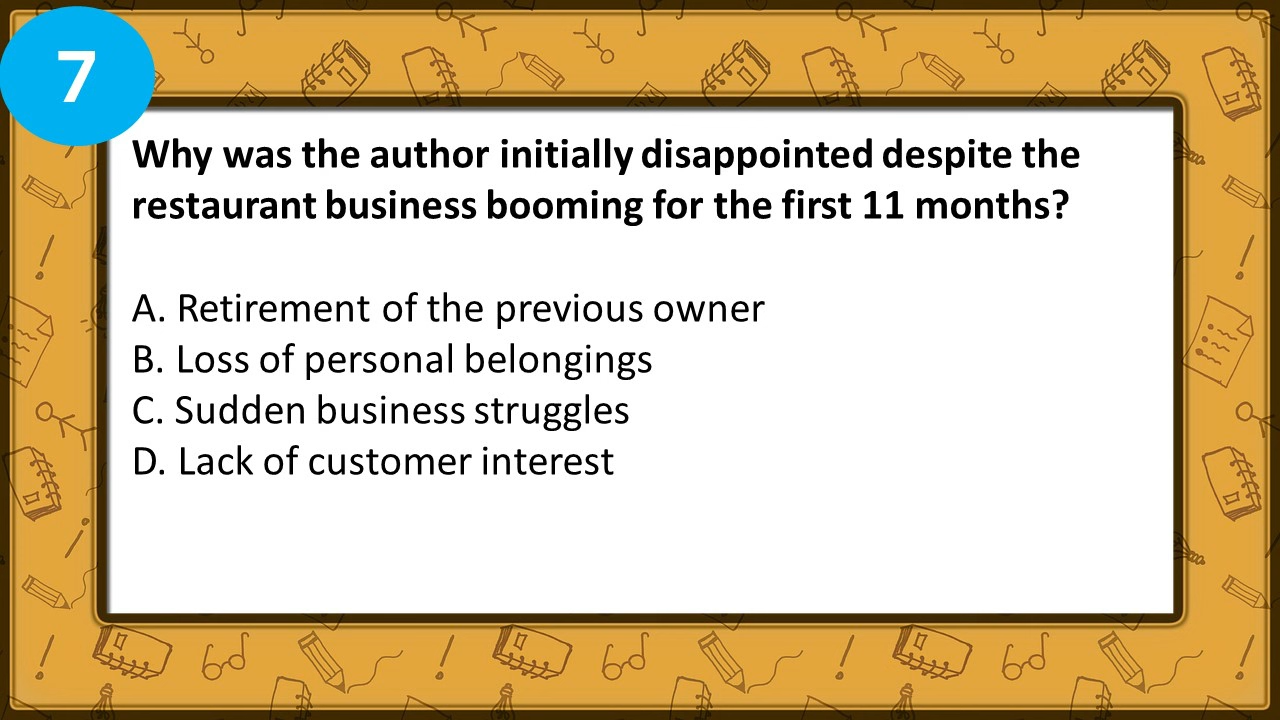 7
Why was the author initially disappointed despite the
restaurant business booming for the first 11 months?
A. Retirement of the previous owner
B. Loss of personal belongings
C. Sudden business struggles
D. Lack of customer interest